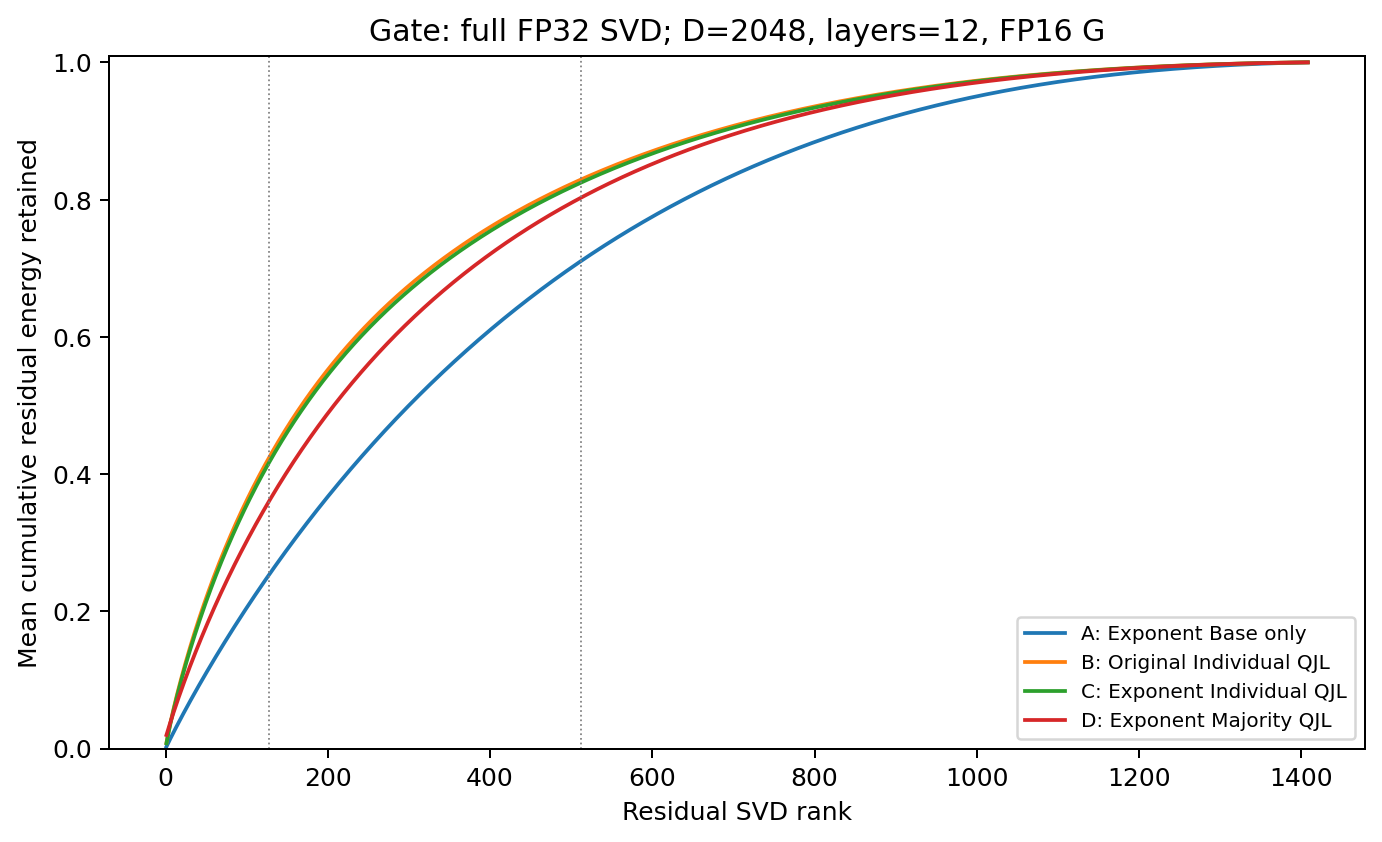 Gate: full FP32 SVD; D=2048, layers=12, FP16 G
Mean cumulative residual energy retained
1.0
0.8
0.6
0.4
0.2
0.0
A: Exponent Base only
B: Original Individual QJL
C: Exponent Individual QJL
D: Exponent Majority QJL
0 200 400 600 800 1000 1200 1400
Residual SVD rank